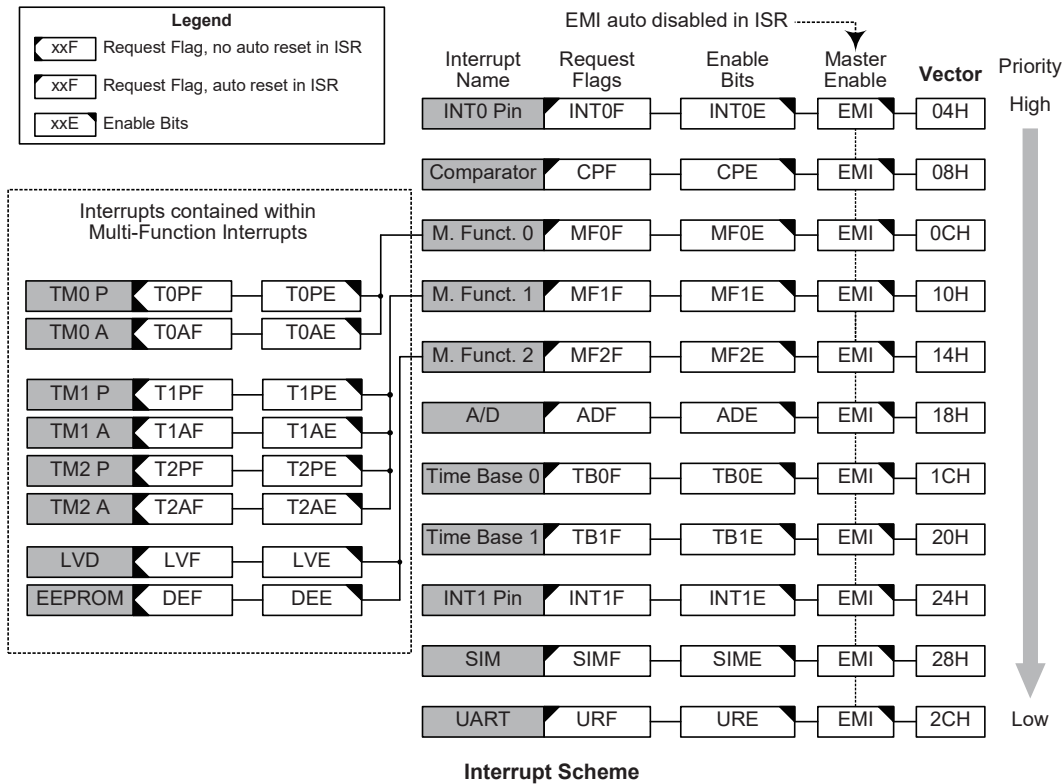 Legend
xxF Request Flag, no auto reset in ISR
xxF Request Flag, auto reset in ISR
xxE Enable Bits
EMI auto disabled in ISR
Interrupt Name
Request Flags
Enable Bits
Master Enable
Vector
Priority
High
INT0 Pin INT0F INT0E EMI 04H
Comparator CPF CPE EMI 08H
M. Funct. 0 MF0F MF0E EMI 0CH
M. Funct. 1 MF1F MF1E EMI 10H
M. Funct. 2 MF2F MF2E EMI 14H
A/D ADF ADE EMI 18H
Time Base 0 TB0F TB0E EMI 1CH
Time Base 1 TB1F TB1E EMI 20H
INT1 Pin INT1F INT1E EMI 24H
SIM SIMF SIME EMI 28H
UART URF URE EMI 2CH
Low
Interrupts contained within
Multi-Function Interrupts
TM0 P T0PF T0PE
TM0 A T0AF T0AE
TM1 P T1PF T1PE
TM1 A T1AF T1AE
TM2 P T2PF T2PE
TM2 A T2AF T2AE
LVD LVF LVE
EEPROM DEF DEE
Interrupt Scheme